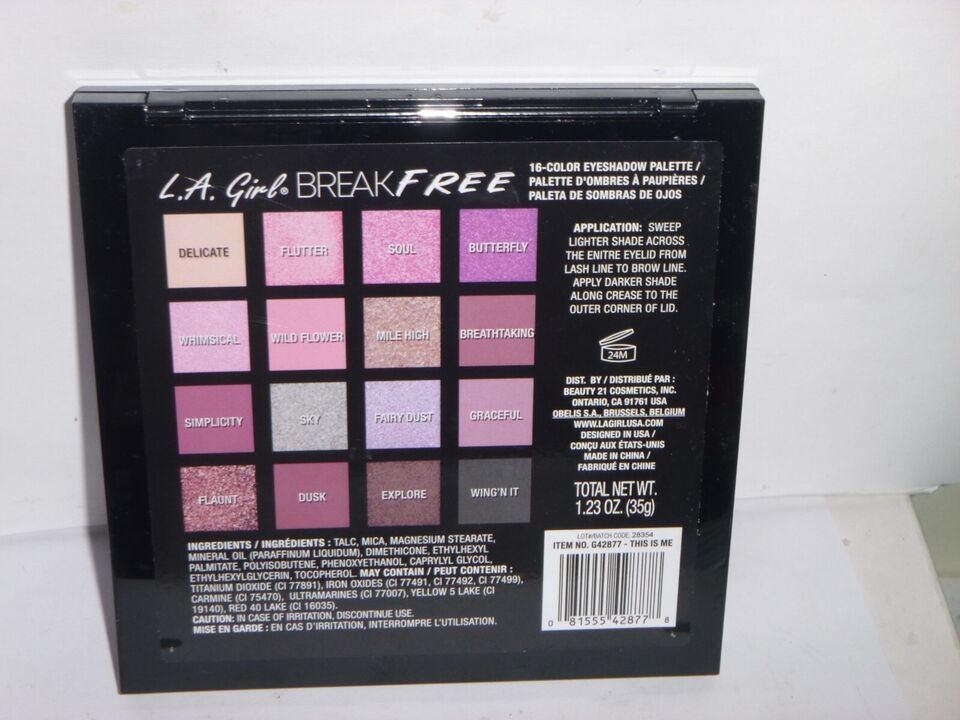 L.A. Girl® BREAKFREE
16-COLOR EYESHADOW PALETTE /
PALETTE D'OMBRES À PAUPIÈRES /
PALETA DE SOMBRAS DE OJOS
DELICATE
FLUTTER
SOUL
BUTTERFLY
WHIMSICAL
WILD FLOWER
MILE HIGH
BREATHTAKING
SIMPLICITY
SKY
FAIRY DUST
GRACEFUL
FLAUNT
DUSK
EXPLORE
WING'N IT
APPLICATION: SWEEP
LIGHTER SHADE ACROSS
THE ENITRE EYELID FROM
LASH LINE TO BROW LINE.
APPLY DARKER SHADE
ALONG CREASE TO THE
OUTER CORNER OF LID.
24M
DIST. BY / DISTRIBUÉ PAR :
BEAUTY 21 COSMETICS, INC.
ONTARIO, CA 91761 USA
OBELIS S.A., BRUSSELS, BELGIUM
WWW.LAGIRLUSA.COM
DESIGNED IN USA /
CONÇU AUX ÉTATS-UNIS
MADE IN CHINA /
FABRIQUÉ EN CHINE
TOTAL NET WT.
1.23 OZ. (35g)
INGREDIENTS / INGRÉDIENTS : TALC, MICA, MAGNESIUM STEARATE,
MINERAL OIL (PARAFFINUM LIQUIDUM), DIMETHICONE, ETHYLHEXYL
PALMITATE, POLYISOBUTENE, PHENOXYETHANOL, CAPRYLYL GLYCOL,
ETHYLHEXYLGLYCERIN, TOCOPHEROL. MAY CONTAIN / PEUT CONTENIR :
TITANIUM DIOXIDE (CI 77891), IRON OXIDES (CI 77491, CI 77492, CI 77499),
CARMINE (CI 75470), ULTRAMARINES (CI 77007), YELLOW 5 LAKE (CI
19140), RED 40 LAKE (CI 16035).
CAUTION: IN CASE OF IRRITATION, DISCONTINUE USE.
MISE EN GARDE : EN CAS D'IRRITATION, INTERROMPRE L'UTILISATION.
LOT#/BATCH CODE: 28354
ITEM NO. G42877 - THIS IS ME
0 81555 42877 8